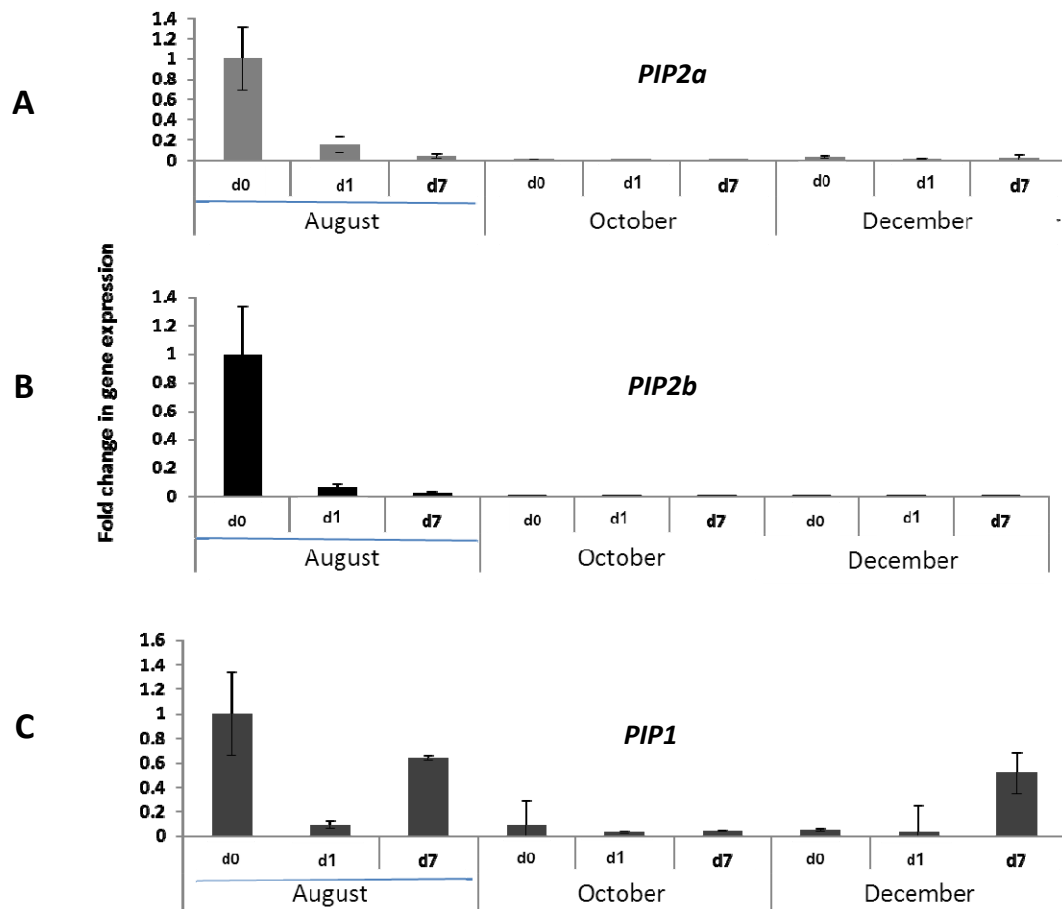 A
PIP2a
1.4
1.2
1
0.8
0.6
0.4
0.2
0
d0 d1 d7 d0 d1 d7 d0 d1 d7
August October December
Fold change in gene expression
B
PIP2b
1.4
1.2
1
0.8
0.6
0.4
0.2
0
d0 d1 d7 d0 d1 d7 d0 d1 d7
August October December
C
PIP1
1.6
1.4
1.2
1
0.8
0.6
0.4
0.2
0
d0 d1 d7 d0 d1 d7 d0 d1 d7
August October December